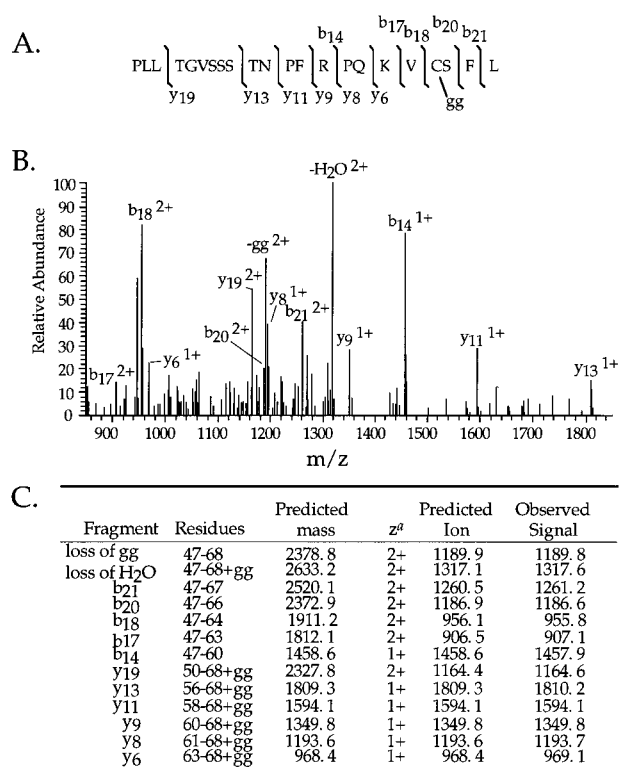 A.
b14 b17 b18 b20 b21
PLL TGVSSS TN PF R PQ K V CS F L
y19 y13 y11 y9 y8 y6 gg
B.
-H2O 2+
100
90
80
70
60
50
40
30
20
10
0
Relative Abundance
b18 2+
b14 1+
-gg 2+
y19 2+
y8 1+
b21 2+
b20 2+
y9 1+
y11 1+
y6 1+
b17 2+
y13 1+
900 1000 1100 1200 1300 1400 1500 1600 1700 1800
m/z
C.
Predicted Predicted Observed
Fragment Residues mass za Ion Signal
loss of gg 47-68 2378.8 2+ 1189.9 1189.8
loss of H2O 47-68+gg 2633.2 2+ 1317.1 1317.6
b21 47-67 2520.1 2+ 1260.5 1261.2
b20 47-66 2372.9 2+ 1186.9 1186.6
b18 47-64 1911.2 2+ 956.1 955.8
b17 47-63 1812.1 2+ 906.5 907.1
b14 47-60 1458.6 1+ 1458.6 1457.9
y19 50-68+gg 2327.8 2+ 1164.4 1164.6
y13 56-68+gg 1809.3 1+ 1809.3 1810.2
y11 58-68+gg 1594.1 1+ 1594.1 1594.1
y9 60-68+gg 1349.8 1+ 1349.8 1349.8
y8 61-68+gg 1193.6 1+ 1193.6 1193.7
y6 63-68+gg 968.4 1+ 968.4 969.1